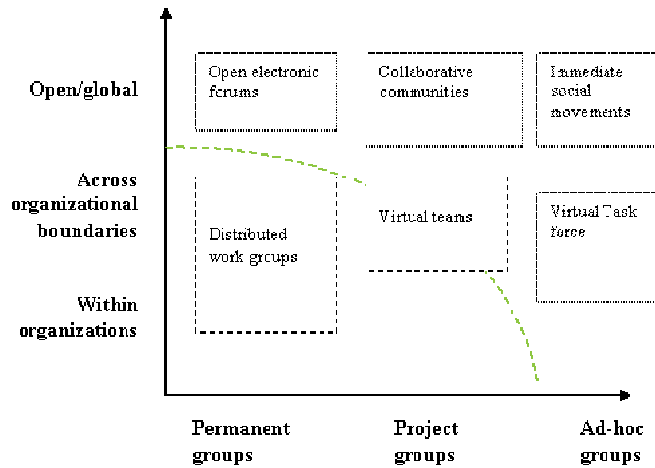 Open/global
Open electronic
forums
Collaborative
communities
Immediate
social
movements
Across
organizational
boundaries
Distributed
work groups
Virtual teams
Virtual Task
force
Within
organizations
Permanent
groups
Project
groups
Ad-hoc
groups